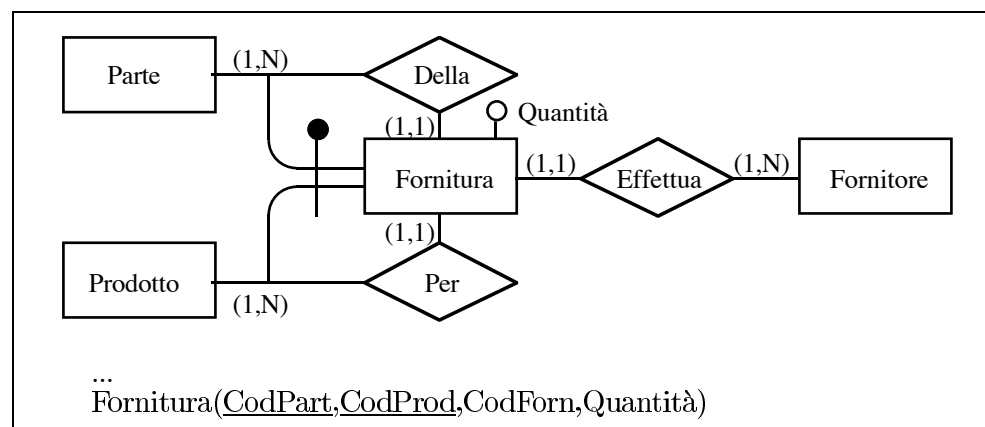 Parte (1,N) Della
(1,1) Quantità
Fornitura (1,1) Effettua (1,N) Fornitore
(1,1)
Prodotto (1,N) Per
...
Fornitura(CodPart,CodProd,CodForn,Quantità)